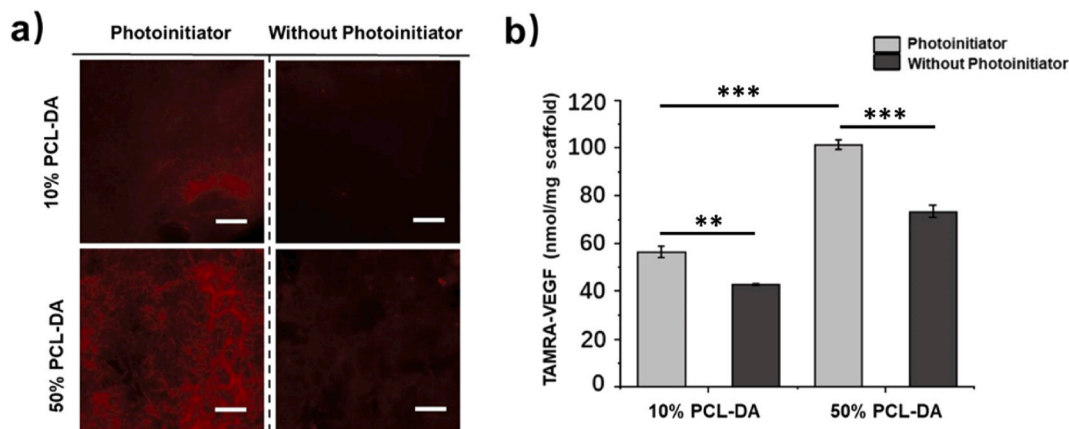 a)
Photoinitiator
Without Photoinitiator
10% PCL-DA
50% PCL-DA
b)
Photoinitiator
Without Photoinitiator
TAMRA-VEGF (nmol/mg scaffold)
120
100
80
60
40
20
0
***
***
**
10% PCL-DA
50% PCL-DA